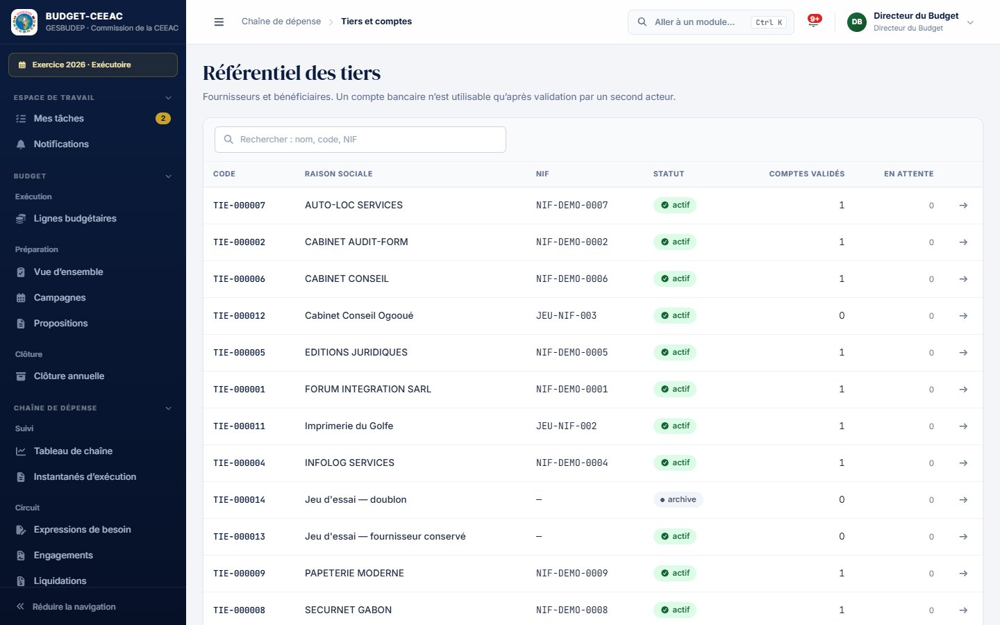 BUDGET-CEEAC
GESBUDEP · Commission de la CEEAC
Exercice 2026 · Exécutoire
ESPACE DE TRAVAIL
Mes tâches 2
Notifications
BUDGET
Exécution
Lignes budgétaires
Préparation
Vue d’ensemble
Campagnes
Propositions
Clôture
Clôture annuelle
CHAÎNE DE DÉPENSE
Suivi
Tableau de chaîne
Instantanés d’exécution
Circuit
Expressions de besoin
Engagements
Liquidations
Réduire la navigation
Chaîne de dépense Tiers et comptes
Aller à un module... Ctrl K
9+
DB
Directeur du Budget
Directeur du Budget
Référentiel des tiers
Fournisseurs et bénéficiaires. Un compte bancaire n’est utilisable qu’après validation par un second acteur.
Rechercher : nom, code, NIF
CODE RAISON SOCIALE NIF STATUT COMPTES VALIDÉS EN ATTENTE
TIE-000007 AUTO-LOC SERVICES NIF-DEMO-0007 actif 1 0
TIE-000002 CABINET AUDIT-FORM NIF-DEMO-0002 actif 1 0
TIE-000006 CABINET CONSEIL NIF-DEMO-0006 actif 1 0
TIE-000012 Cabinet Conseil Ogooué JEU-NIF-003 actif 0 0
TIE-000005 EDITIONS JURIDIQUES NIF-DEMO-0005 actif 1 0
TIE-000001 FORUM INTEGRATION SARL NIF-DEMO-0001 actif 1 0
TIE-000011 Imprimerie du Golfe JEU-NIF-002 actif 1 0
TIE-000004 INFOLOG SERVICES NIF-DEMO-0004 actif 1 0
TIE-000014 Jeu d'essai — doublon — archive 0 0
TIE-000013 Jeu d'essai — fournisseur conservé — actif 0 0
TIE-000009 PAPETERIE MODERNE NIF-DEMO-0009 actif 1 0
TIE-000008 SECURNET GABON NIF-DEMO-0008 actif 1 0